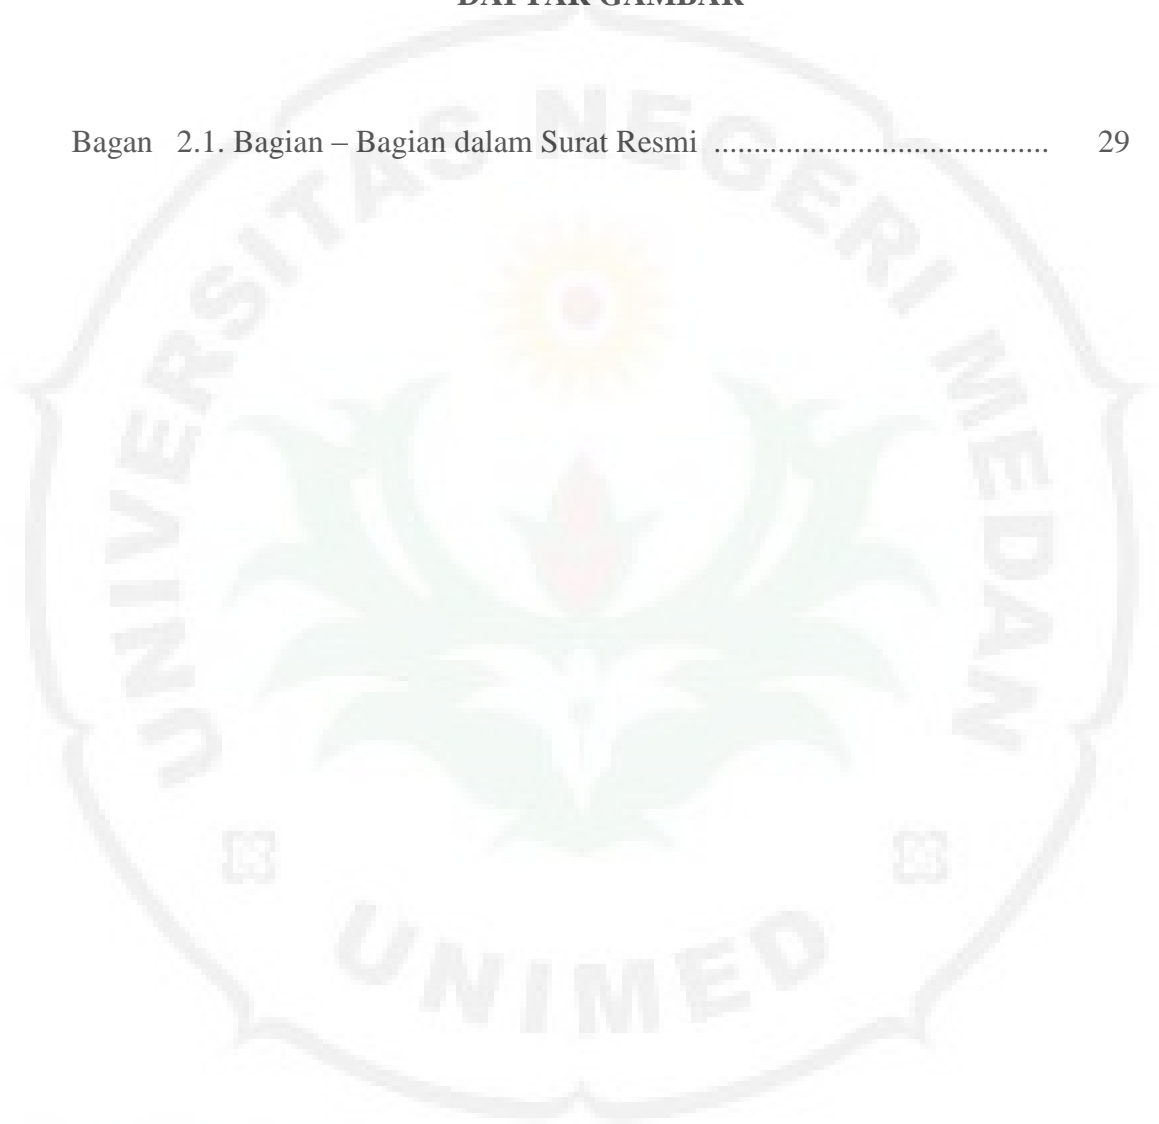 DAFTAR GAMBAR
Bagan 2.1. Bagian – Bagian dalam Surat Resmi ......................................... 29
UNIVERSITAS NEGERI MEDAN
UNIMED